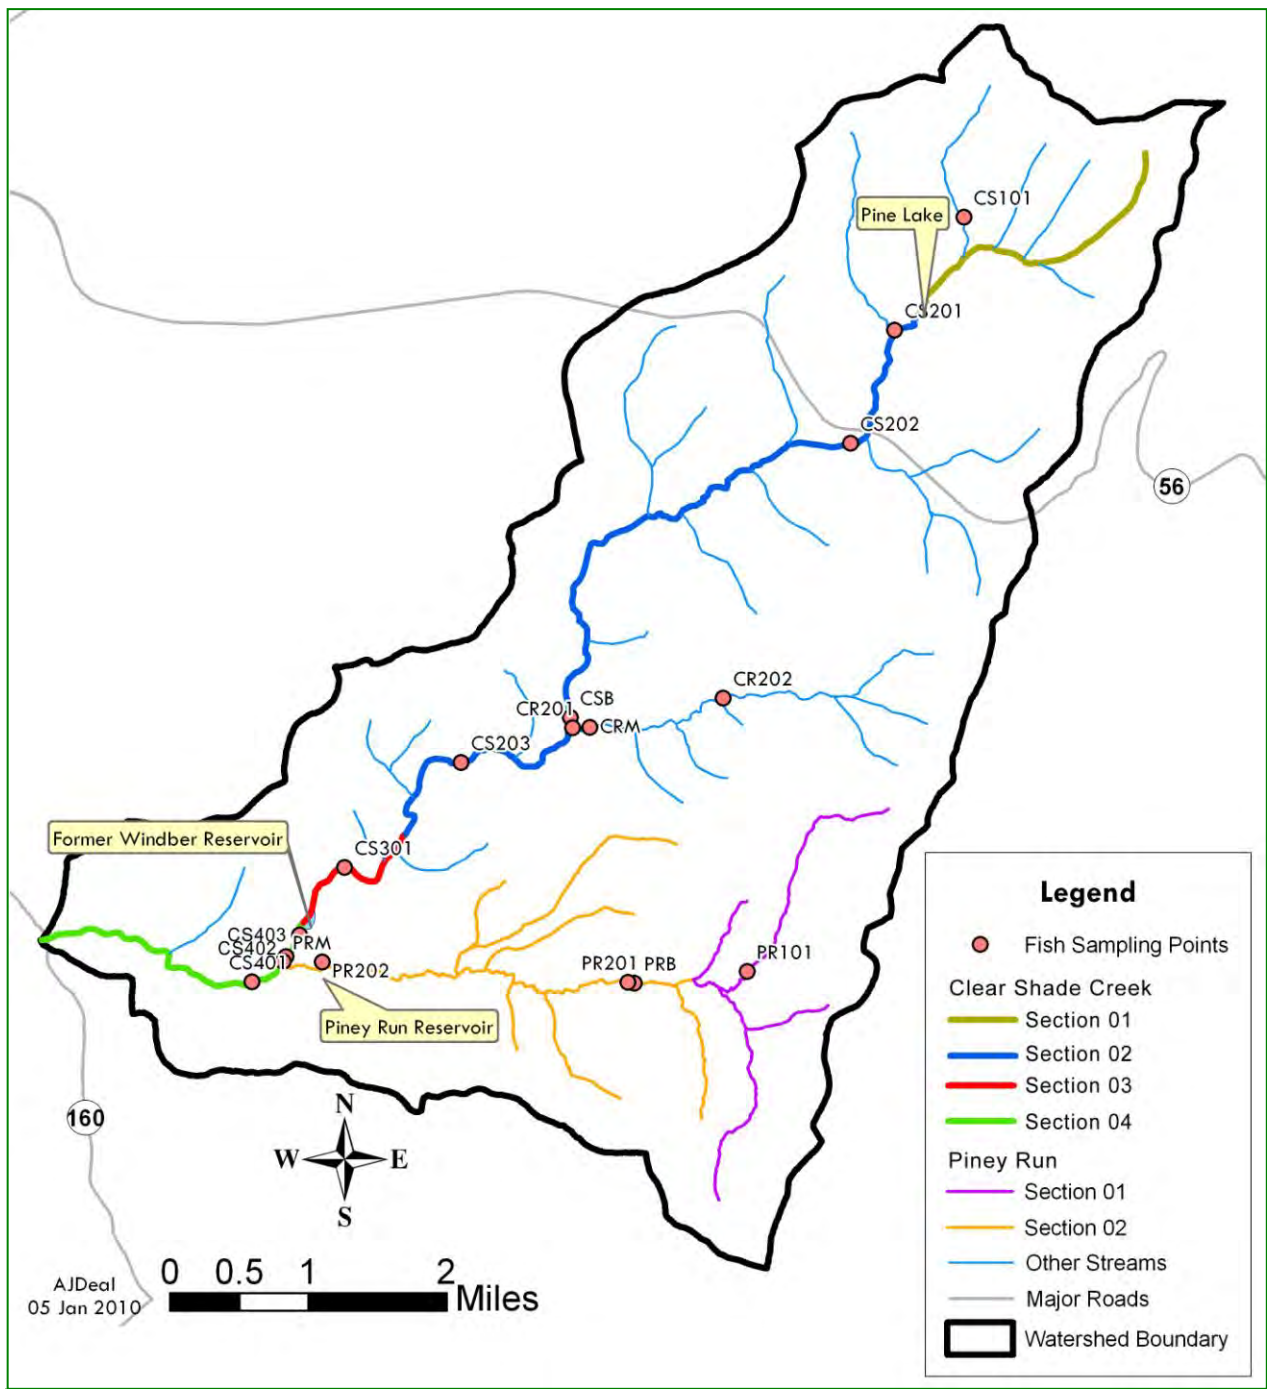 CS101
Pine Lake
CS201
CS202
56
CR202
CSB
CR201
CRM
CS203
Former Windber Reservoir
CS301
CS403
PRM
CS402
CS401
PR202
PR201
PRB
PR101
Piney Run Reservoir
160
N
W
E
S
0
0.5
1
2
Miles
AJDeal
05 Jan 2010
Legend
Fish Sampling Points
Clear Shade Creek
Section 01
Section 02
Section 03
Section 04
Piney Run
Section 01
Section 02
Other Streams
Major Roads
Watershed Boundary